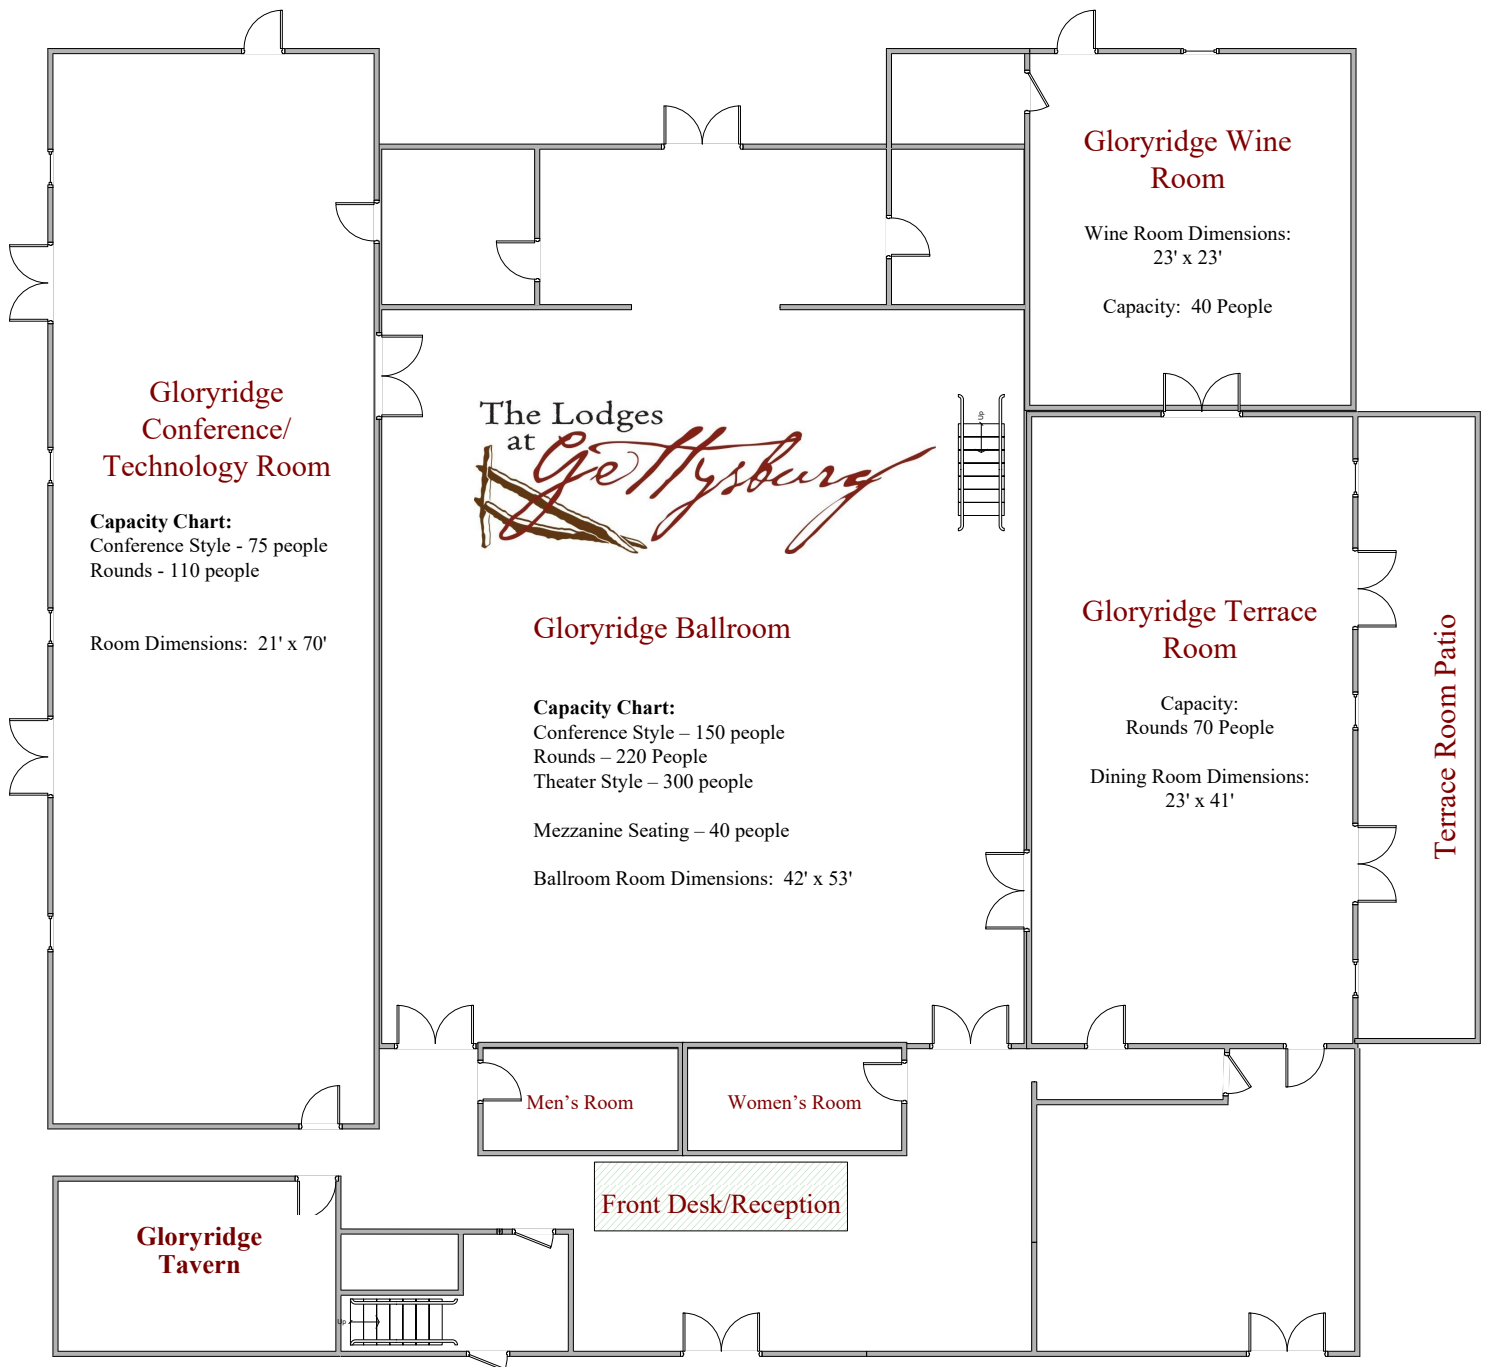 Gloryridge Wine
Room
Wine Room Dimensions:
23' x 23'
Capacity:  40 People
Gloryridge
Conference/
Technology Room
Capacity Chart:
Conference Style - 75 people
Rounds - 110 people
Room Dimensions:  21' x 70'
The Lodges
at
Gettysburg
Up
Gloryridge Ballroom
Capacity Chart:
Conference Style – 150 people
Rounds – 220 People
Theater Style – 300 people
Mezzanine Seating – 40 people
Ballroom Room Dimensions:  42' x 53'
Gloryridge Terrace
Room
Capacity:
Rounds 70 People
Dining Room Dimensions:
23' x 41'
Terrace Room Patio
Men’s Room
Women’s Room
Front Desk/Reception
Gloryridge
Tavern
Up